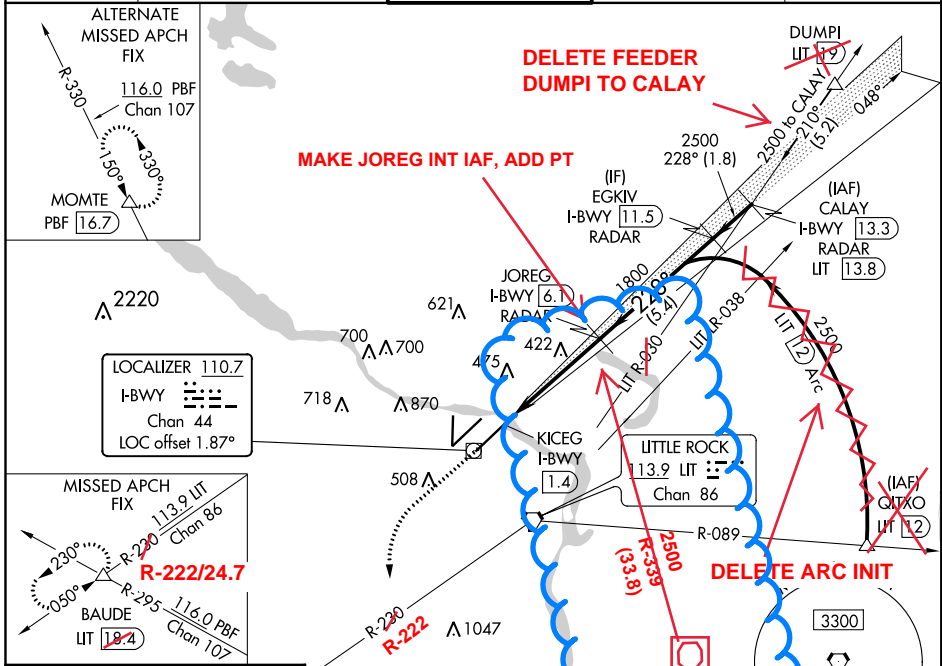 ALTERNATE
MISSED APCH
FIX
R-330
116.0 PBF
Chan 107
150°
330°
MOMTE
PBF 16.7
DELETE FEEDER
DUMPI TO CALAY
DUMPI
LIT 19
2500 to CALAY
210°
(5.2)
048°
2500
228° (1.8)
MAKE JOREG INT IAF, ADD PT
(IF)
EGKIV
I-BWY 11.5
RADAR
(IAF)
CALAY
I-BWY 13.3
RADAR
LIT 13.8
JOREG
I-BWY 6.1
RADAR
1800
228°
(5.4)
LIT R-038
LIT R-030
2500
LIT 12 Arc
2220
621
700
700
422
475
718
870
508
LOCALIZER 110.7
I-BWY
Chan 44
LOC offset 1.87°
KICEG
I-BWY
1.4
LITTLE ROCK
113.9 LIT
Chan 86
(IAF)
QITXO
LIT 12
R-089
MISSED APCH
FIX
113.9 LIT
Chan 86
R-230
R-222/24.7
230°
050°
R-295
116.0 PBF
Chan 107
BAUDE
LIT 18.4
R-230
R-222
1047
2500
R-339
(33.8)
DELETE ARC INIT
3300